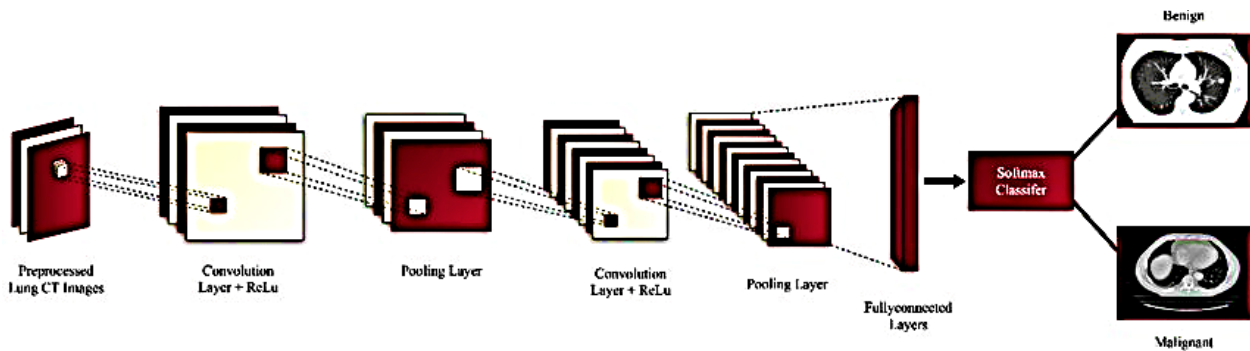 Benign
Softmax
Classifer
Preprocessed
Lung CT Images
Convolution
Layer + ReLu
Pooling Layer
Convolution
Layer + ReLu
Pooling Layer
Fullyconnected
Layers
Malignant